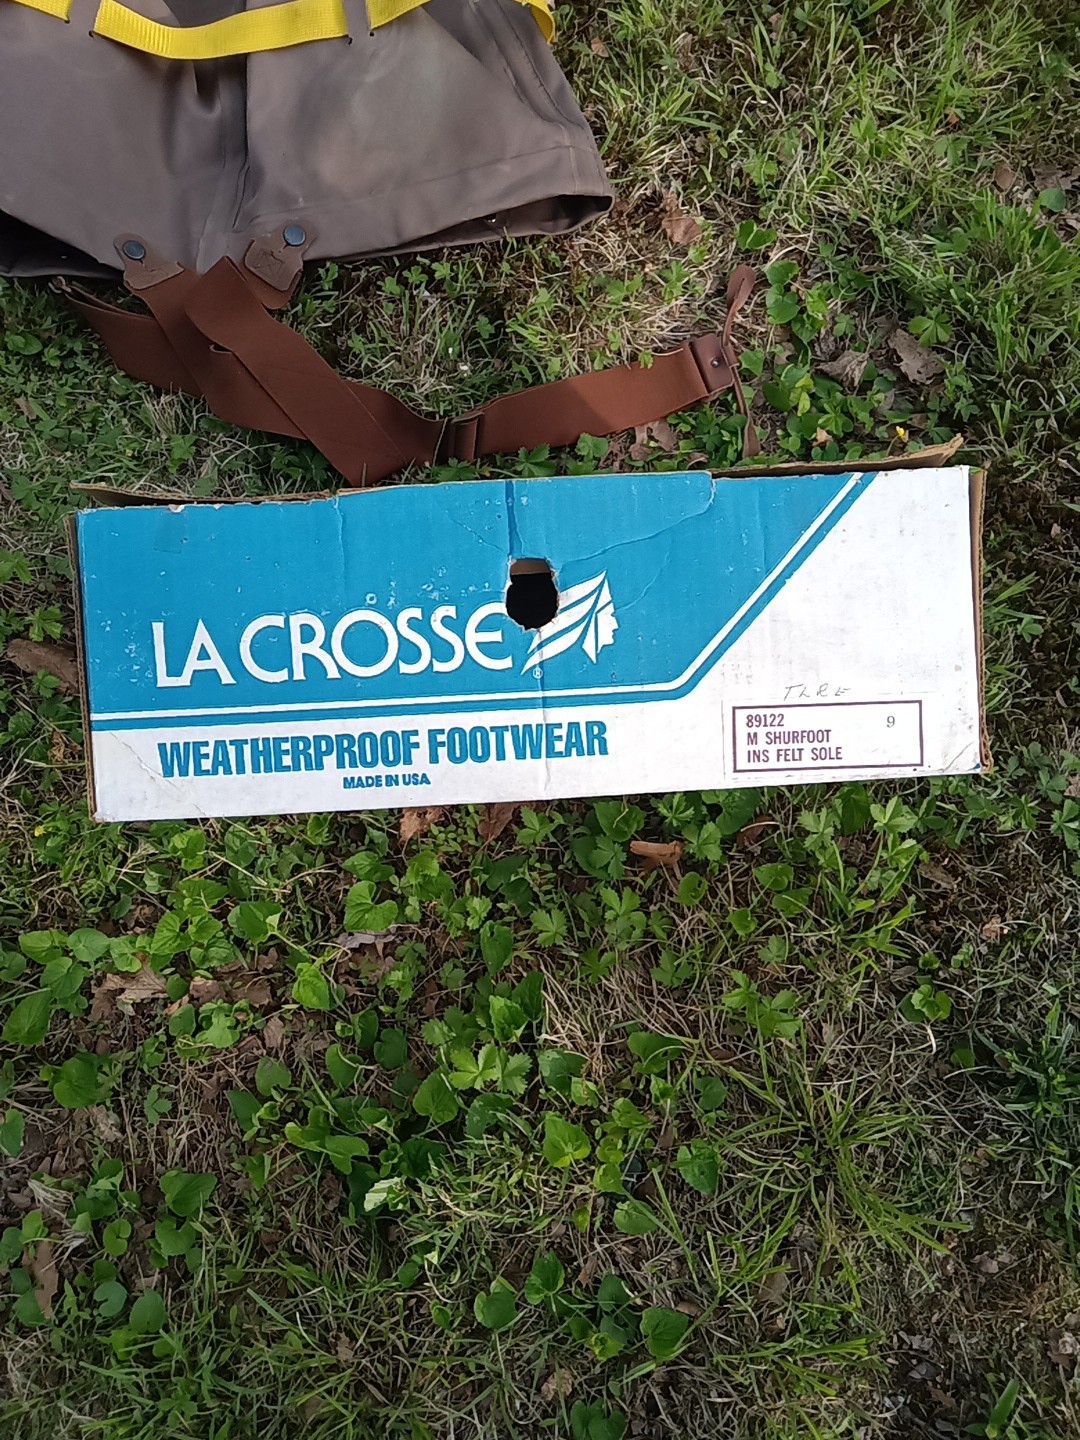 LACROSSE
®
WEATHERPROOF FOOTWEAR
MADE IN USA
89122 9
M SHURFOOT
INS FELT SOLE